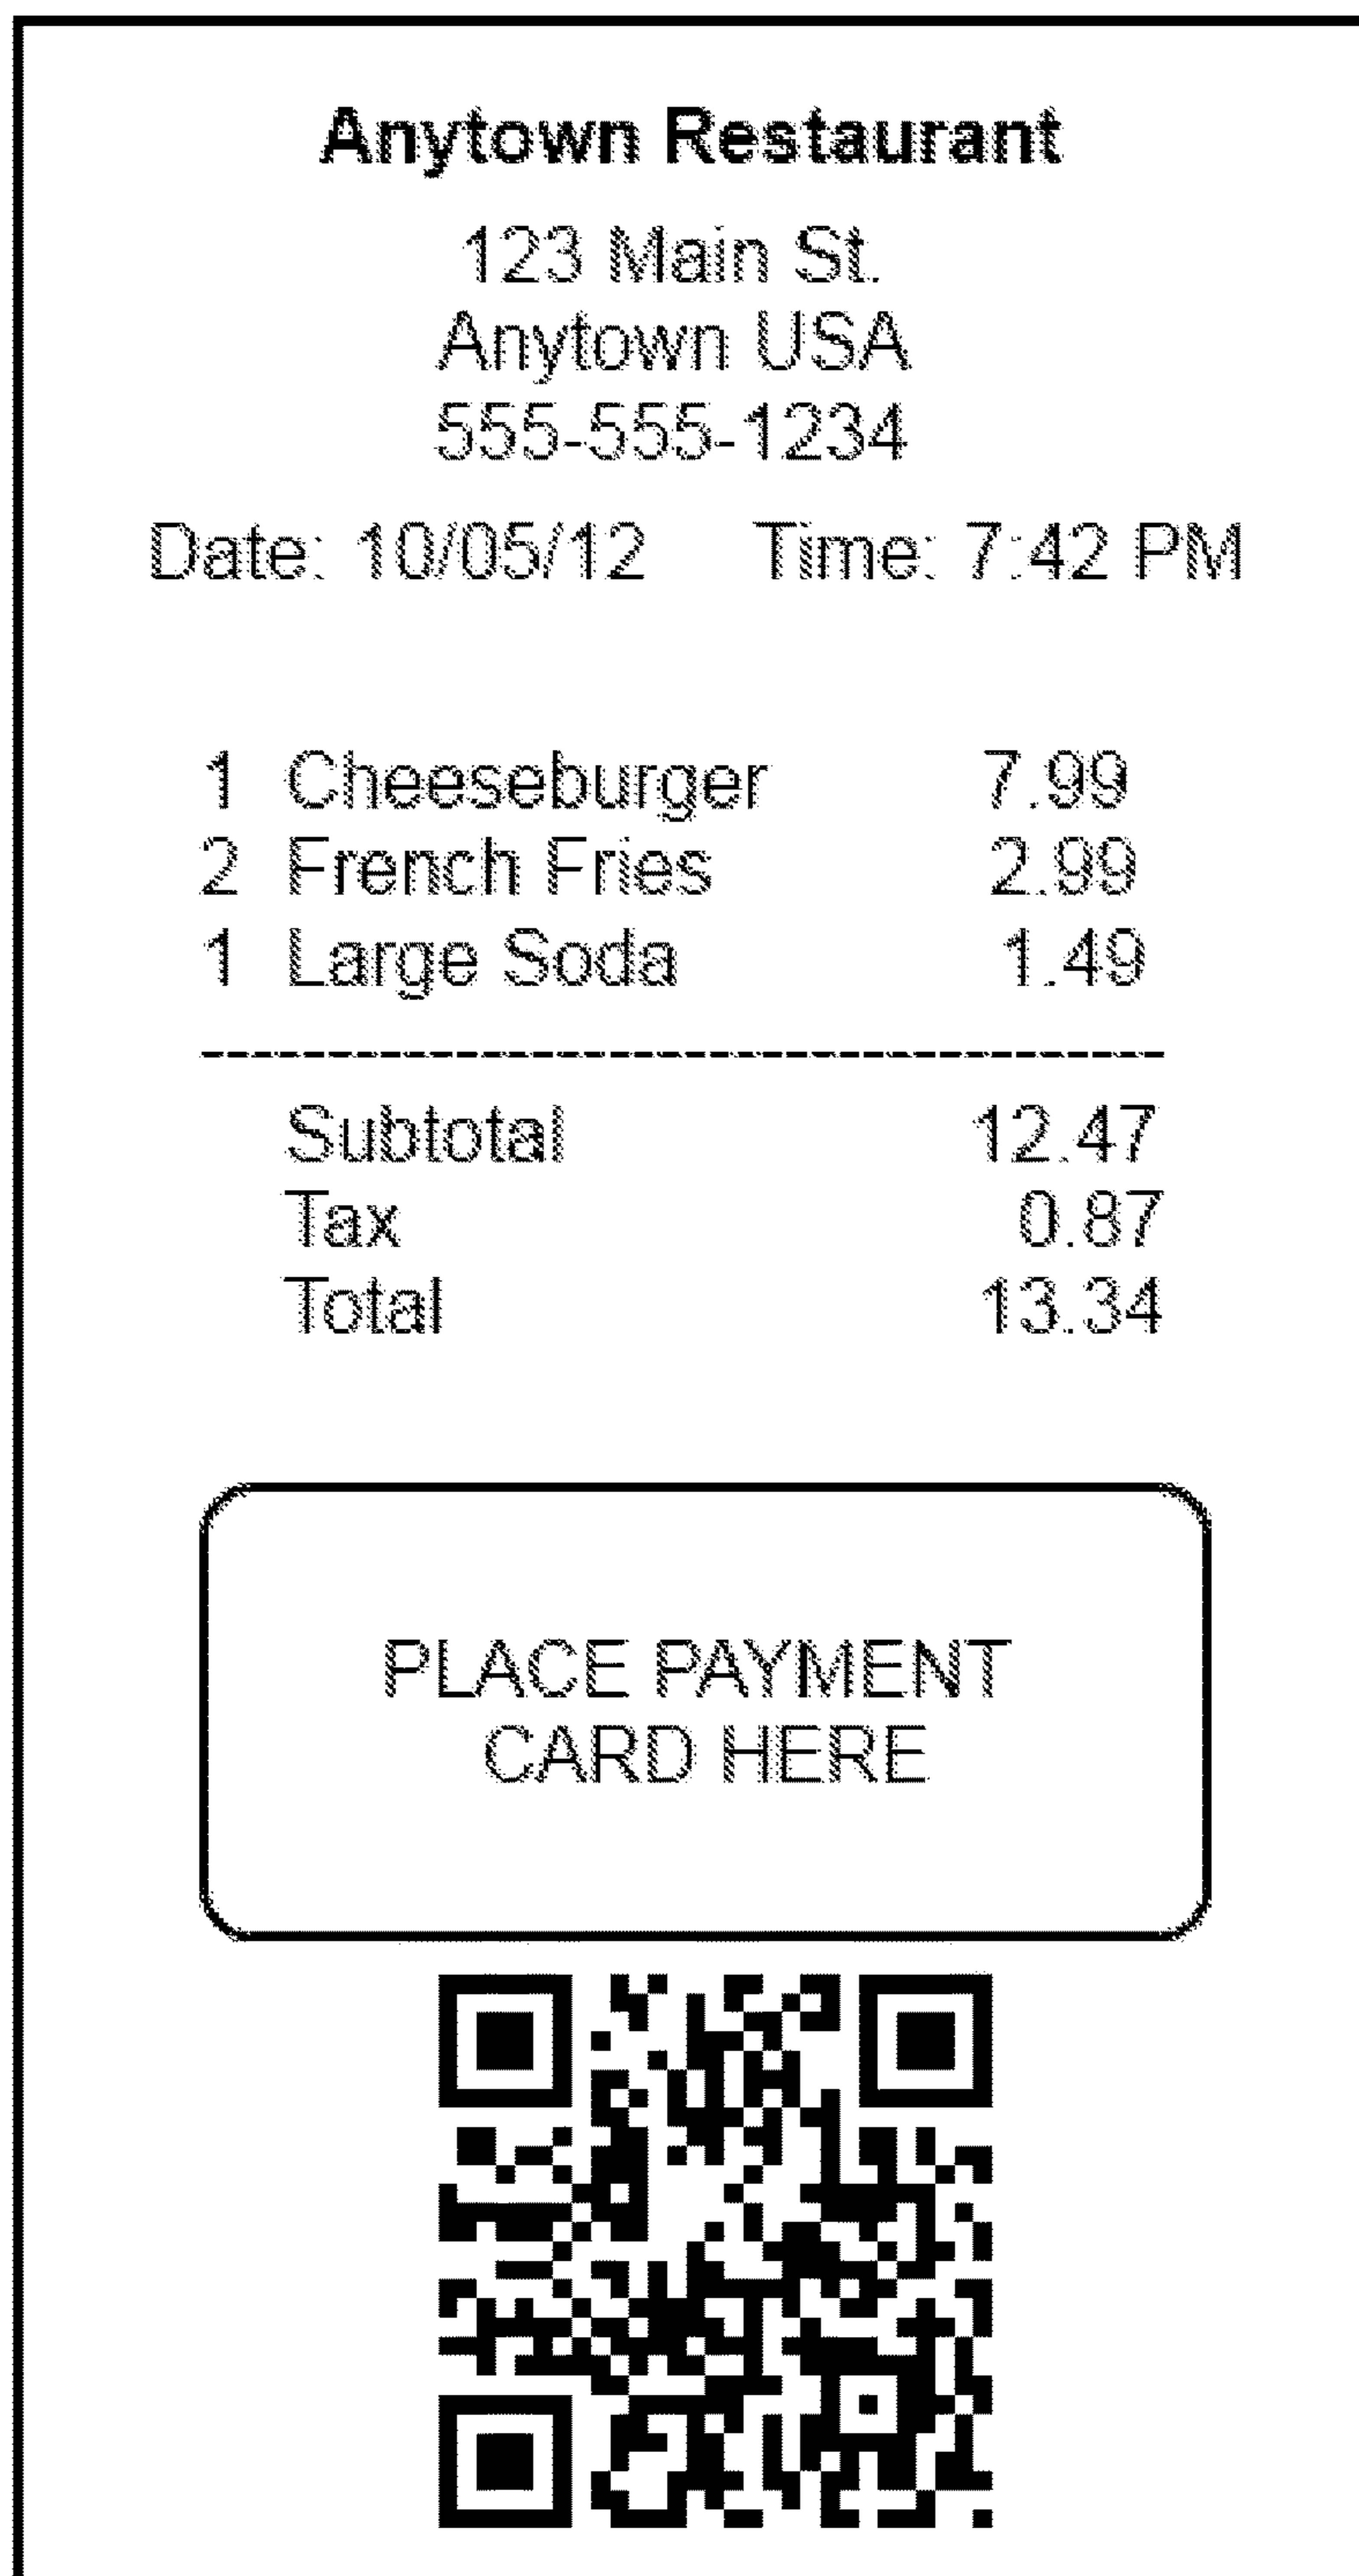 Anytown Restaurant
123 Main St.
Anytown USA
555-555-1234
Date: 10/05/12 Time: 7:42 PM
1 Cheeseburger 7.99
2 French Fries 2.99
1 Large Soda 1.49
Subtotal 12.47
Tax 0.87
Total 13.34
PLACE PAYMENT
CARD HERE